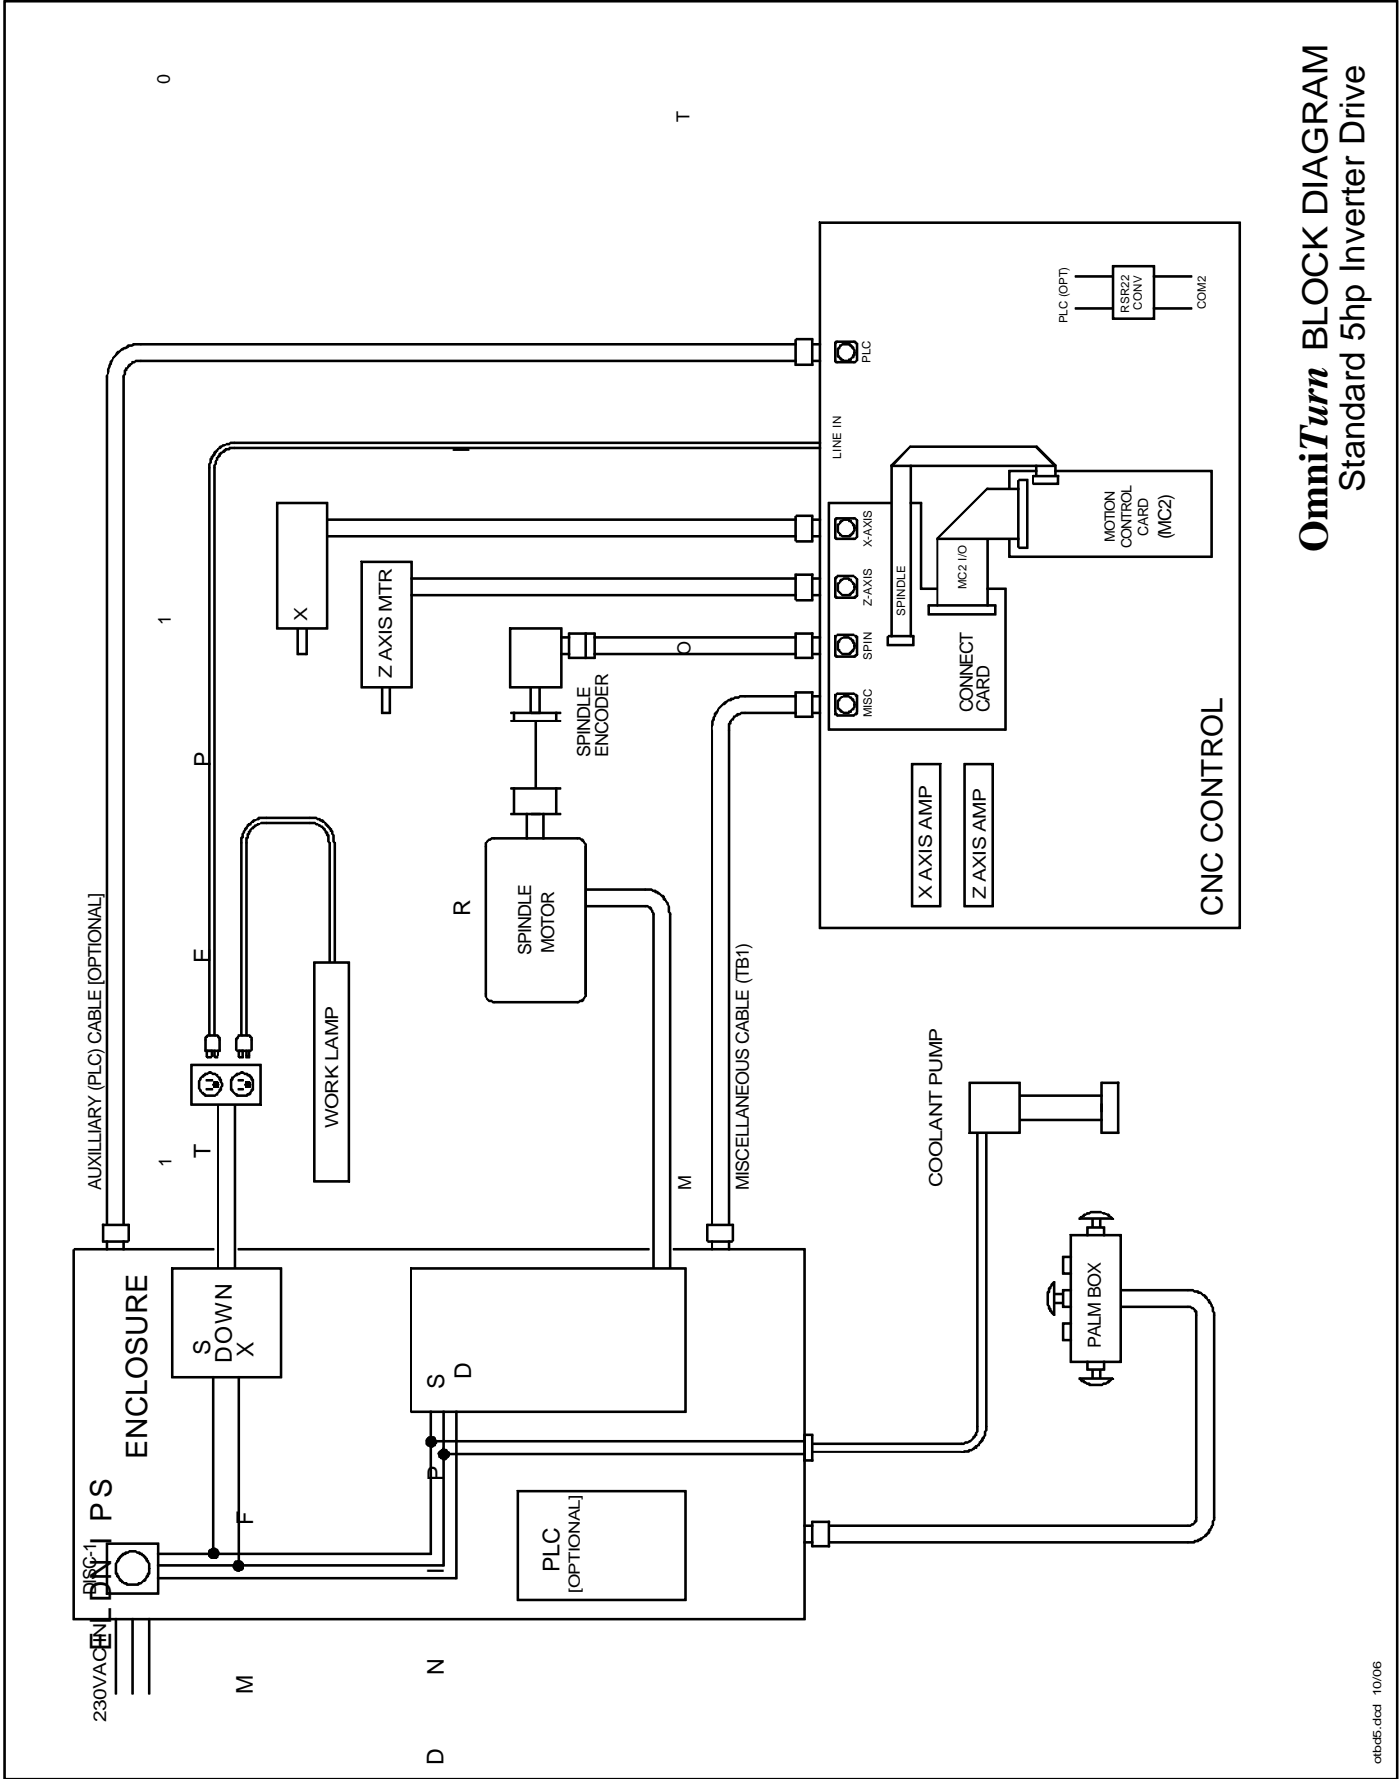 OmniTurn BLOCK DIAGRAM
Standard 5hp Inverter Drive
AUXILLIARY (PLC) CABLE [OPTIONAL]
ENCLOSURE
PS
DISC-1
230VAC IN
S
DOWN
X
WORK LAMP
X
Z AXIS MTR
SPINDLE
ENCODER
SPINDLE
MOTOR
S
D
PLC
[OPTIONAL]
MISCELLANEOUS CABLE (TB1)
COOLANT PUMP
PALM BOX
PLC
LINE IN
X-AXIS
Z-AXIS
SPIN
MISC
SPINDLE
MC2 I/O
CONNECT
CARD
MOTION
CONTROL
CARD
(MC2)
PLC (OPT)
RSR22
CONV
COM2
X AXIS AMP
Z AXIS AMP
CNC CONTROL
0
T
1
P
O
R
E
1
T
M
F
P
I
M
N
D
otbd5.dcd 10/06